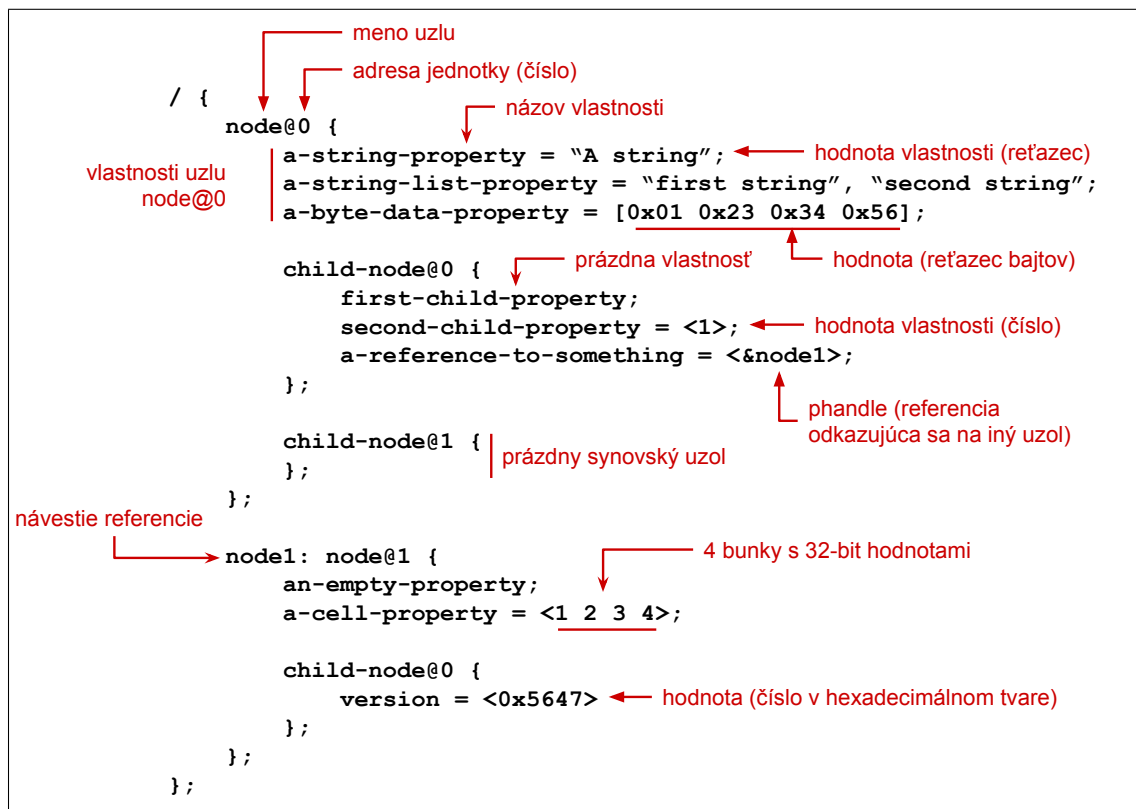 meno uzlu
adresa jednotky (číslo)
/ {
názov vlastnosti
node@0 {
a-string-property = “A string”; hodnota vlastnosti (reťazec)
vlastnosti uzlu a-string-list-property = “first string”, “second string”;
node@0 a-byte-data-property = [0x01 0x23 0x34 0x56];
child-node@0 { prázdna vlastnosť hodnota (reťazec bajtov)
first-child-property;
second-child-property = <1>; hodnota vlastnosti (číslo)
a-reference-to-something = <&node1>;
};
phandle (referencia
odkazujúca sa na iný uzol)
child-node@1 {
prázdny synovský uzol
};
};
návestie referencie
node1: node@1 { 4 bunky s 32-bit hodnotami
an-empty-property;
a-cell-property = <1 2 3 4>;
child-node@0 {
version = <0x5647> hodnota (číslo v hexadecimálnom tvare)
};
};
};